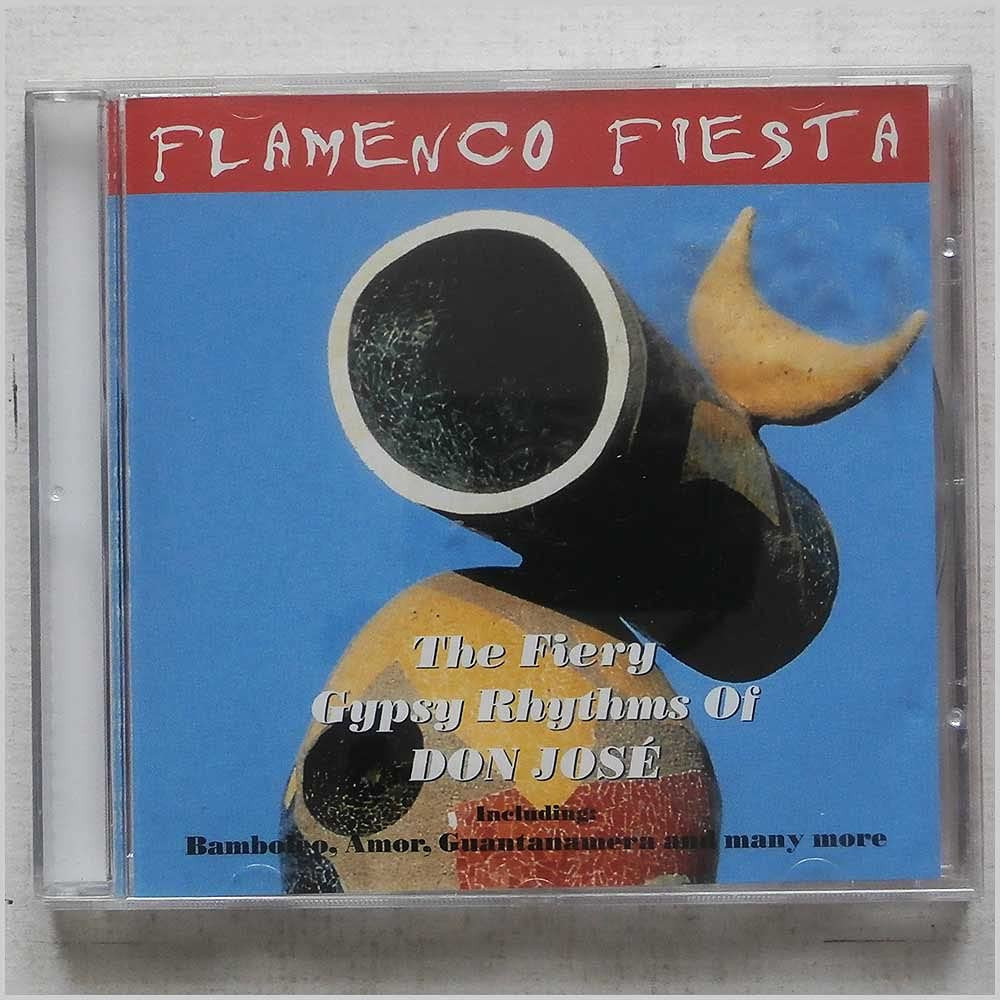 FLAMENCO FIESTA
The Fiery
Gypsy Rhythms Of
DON JOSÉ
Including:
Bamboleo, Amor, Guantanamera and many more